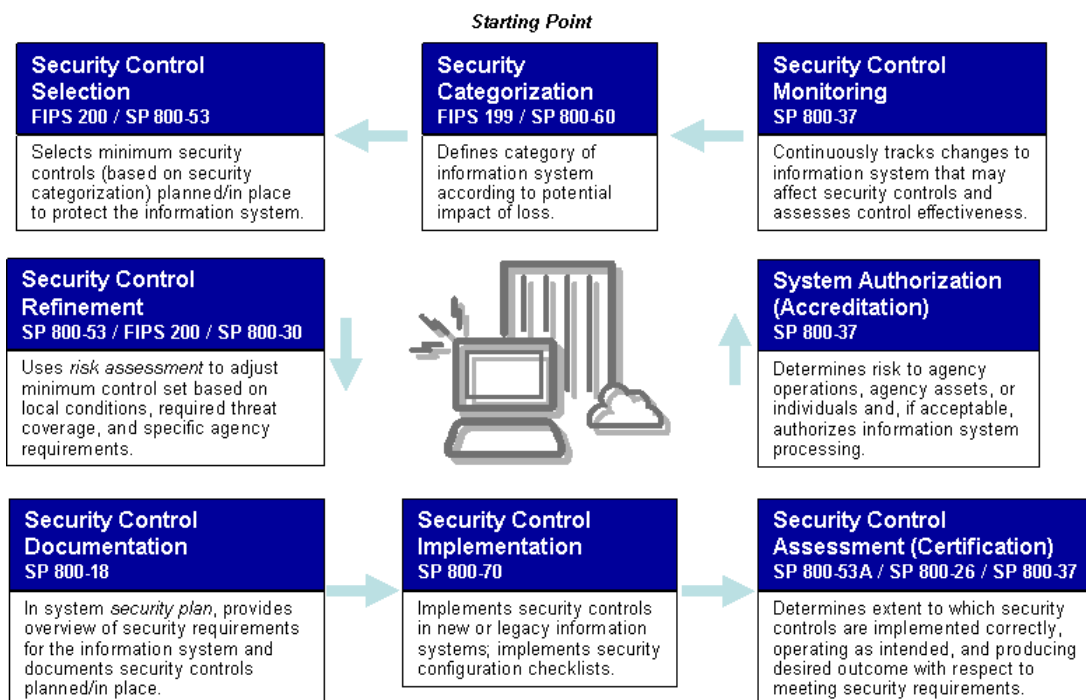 Starting Point
Security Control
Selection
FIPS 200 / SP 800-53
Selects minimum security
controls (based on security
categorization) planned/in place
to protect the information system.
Security
Categorization
FIPS 199 / SP 800-60
Defines category of
information system
according to potential
impact of loss.
Security Control
Monitoring
SP 800-37
Continuously tracks changes to
information system that may
affect security controls and
assesses control effectiveness.
Security Control
Refinement
SP 800-53 / FIPS 200 / SP 800-30
Uses risk assessment to adjust
minimum control set based on
local conditions, required threat
coverage, and specific agency
requirements.
System Authorization
(Accreditation)
SP 800-37
Determines risk to agency
operations, agency assets, or
individuals and, if acceptable,
authorizes information system
processing.
Security Control
Documentation
SP 800-18
In system security plan, provides
overview of security requirements
for the information system and
documents security controls
planned/in place.
Security Control
Implementation
SP 800-70
Implements security controls
in new or legacy information
systems; implements security
configuration checklists.
Security Control
Assessment (Certification)
SP 800-53A / SP 800-26 / SP 800-37
Determines extent to which security
controls are implemented correctly,
operating as intended, and producing
desired outcome with respect to
meeting security requirements.